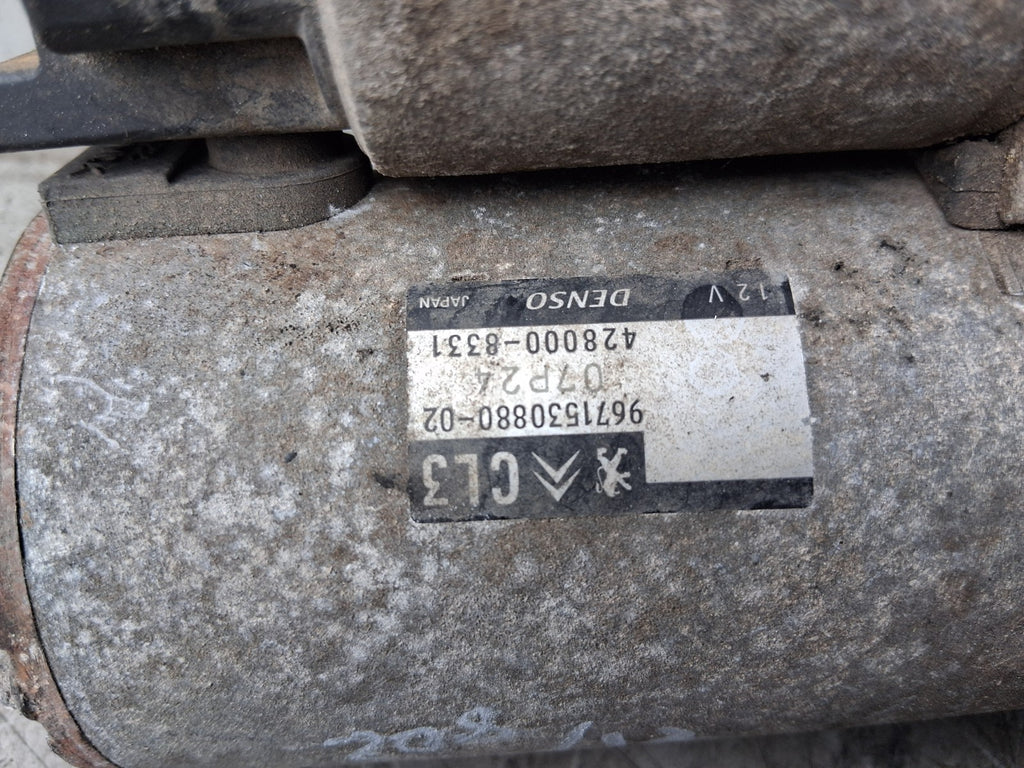 CL3
9671530880-02
07P24
428000-8331
12V DENSO JAPAN